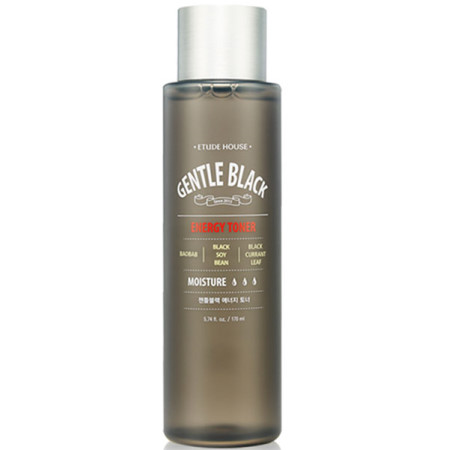 • ETUDE HOUSE •
GENTLE BLACK
ENERGY TONER
BAOBAB
BLACK
SOY
BEAN
BLACK
CURRANT
LEAF
MOISTURE
젠틀블랙 에너지 토너
5.74 fl. oz. / 170 ml